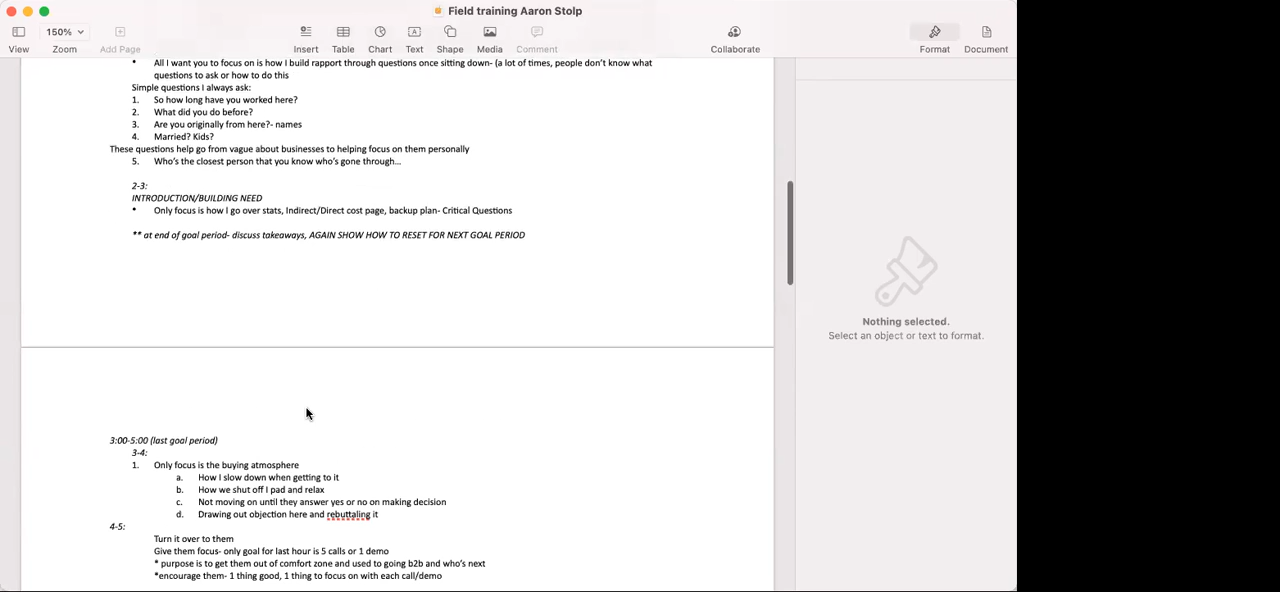 Field training Aaron Stolp
150%
View Zoom Add Page Insert Table Chart Text Shape Media Comment Collaborate Format Document
• All I want you to focus on is how I build rapport through questions once sitting down- (a lot of times, people don't know what
questions to ask or how to do this
Simple questions I always ask:
1. So how long have you worked here?
2. What did you do before?
3. Are you originally from here?- names
4. Married? Kids?
These questions help go from vague about businesses to helping focus on them personally
5. Who's the closest person that you know who's gone through...
2-3:
INTRODUCTION/BUILDING NEED
• Only focus is how I go over stats, Indirect/Direct cost page, backup plan- Critical Questions
** at end of goal period- discuss takeaways, AGAIN SHOW HOW TO RESET FOR NEXT GOAL PERIOD
Nothing selected.
Select an object or text to format.
3:00-5:00 (last goal period)
3-4:
1. Only focus is the buying atmosphere
a. How I slow down when getting to it
b. How we shut off I pad and relax
c. Not moving on until they answer yes or no on making decision
d. Drawing out objection here and rebuttaling it
4-5:
Turn it over to them
Give them focus- only goal for last hour is 5 calls or 1 demo
* purpose is to get them out of comfort zone and used to going b2b and who's next
*encourage them- 1 thing good, 1 thing to focus on with each call/demo